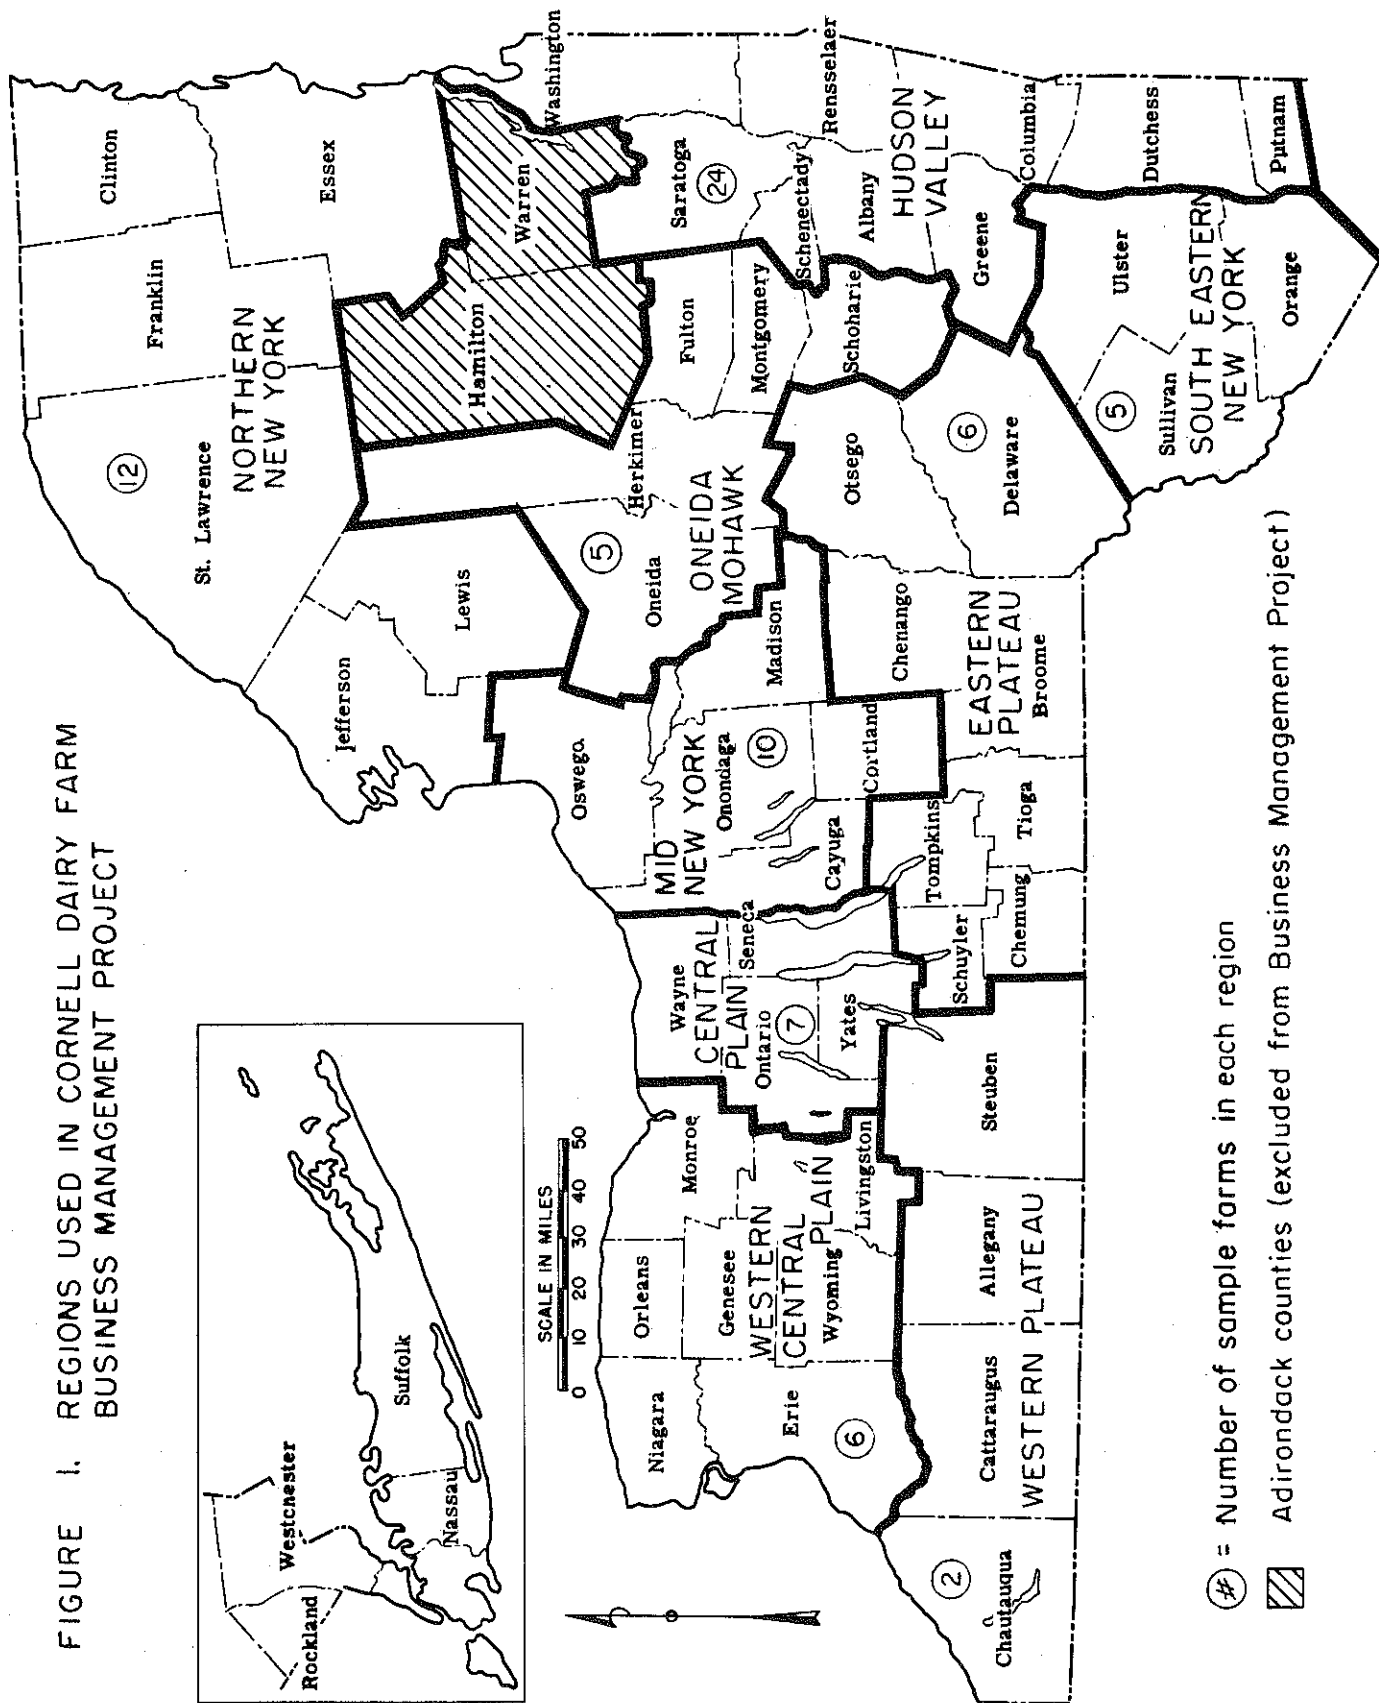 FIGURE 1. REGIONS USED IN CORNELL DAIRY FARM
BUSINESS MANAGEMENT PROJECT
Rockland
Westchester
Nassau
Suffolk
SCALE IN MILES
0 10 20 30 40 50
Clinton
Franklin
Essex
St. Lawrence
12
NORTHERN
NEW YORK
Jefferson
Lewis
Hamilton
Warren
Washington
Herkimer
Oneida
5
ONEIDA
MOHAWK
Fulton
Montgomery
Schoharie
Saratoga
24
Schenectady
Rensselaer
Albany
HUDSON
VALLEY
Greene
Columbia
Dutchess
Putnam
Oswego
MID
NEW YORK
Onondaga
10
Madison
Cayuga
Cortland
Wayne
CENTRAL
PLAIN
Seneca
Ontario
7
Yates
Niagara
Orleans
Monroe
Genesee
WESTERN
CENTRAL
PLAIN
Erie
6
Wyoming
Livingston
Otsego
6
Delaware
Chenango
EASTERN
PLATEAU
Broome
Tompkins
Tioga
Schuyler
Chemung
Ulster
5
Sullivan
SOUTH EASTERN
NEW YORK
Orange
Steuben
Allegany
Cattaraugus
WESTERN PLATEAU
2
Chautauqua
# = Number of sample farms in each region
Adirondack counties (excluded from Business Management Project)